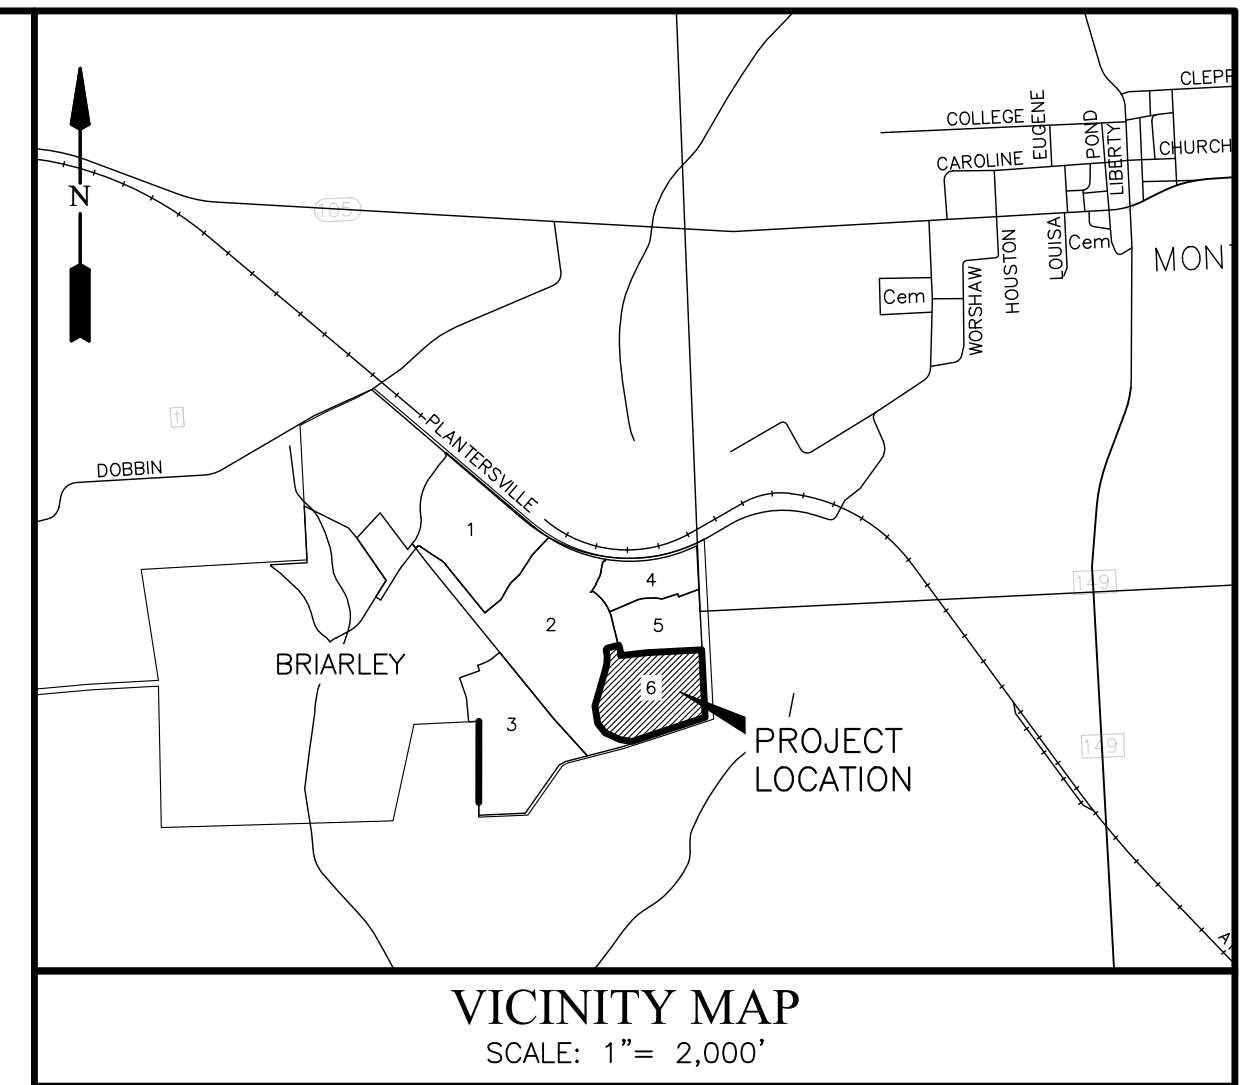 CLEPP
COLLEGE
EUGENE
POND
LIBERTY
CHURCH
CAROLINE
N
105
HOUSTON
LOUISA
Cem
MONT
Cem
WORSHAW
PLANTERSVILLE
DOBBIN
1
4
149
2
5
BRIARLEY
6
3
PROJECT
LOCATION
149
VICINITY MAP
SCALE: 1"= 2,000'